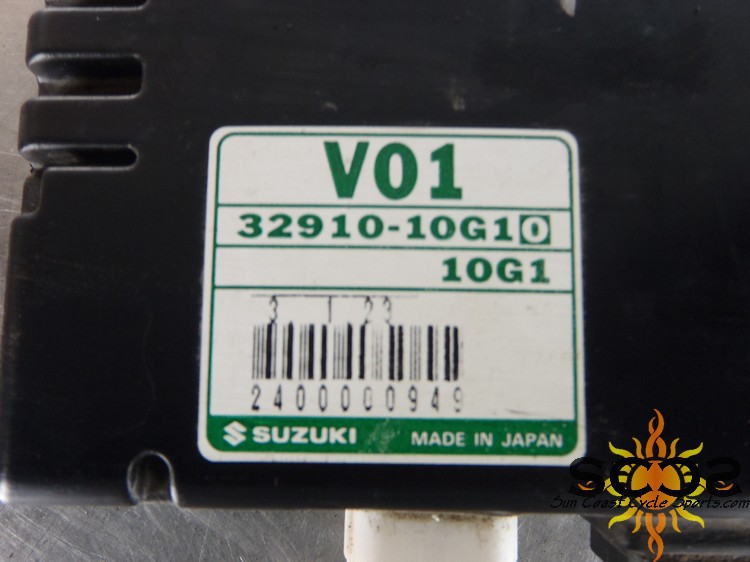 V01
32910-10G10
10G1
3 1 23
2400000949
SUZUKI MADE IN JAPAN
SCCS
Sun Coast Cycle Sports.com